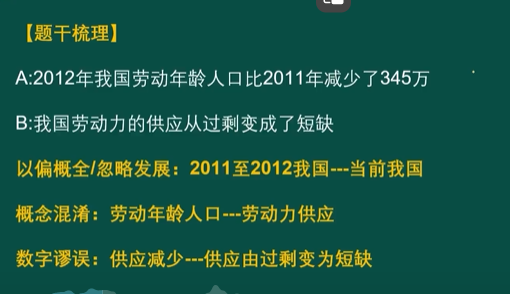 【题干梳理】
A:2012年我国劳动年龄人口比2011年减少了345万
B:我国劳动力的供应从过剩变成了短缺
以偏概全/忽略发展：2011至2012我国---当前我国
概念混淆：劳动年龄人口---劳动力供应
数字谬误：供应减少---供应由过剩变为短缺